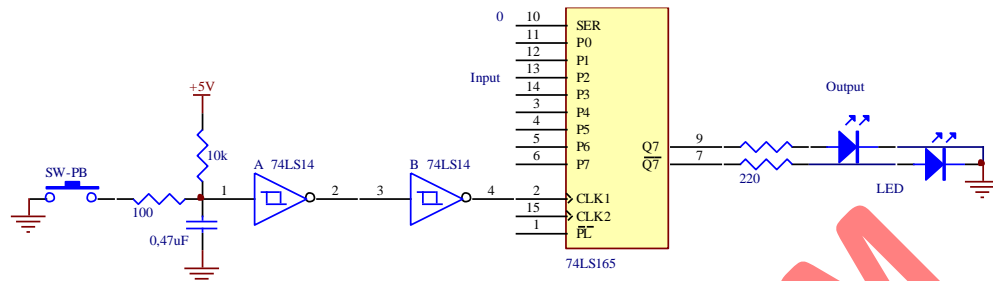 0
10
SER
11
P0
12
P1
Input
13
P2
14
P3
3
P4
4
P5
5
P6
6
P7
2
CLK1
15
CLK2
1
PL
74LS165
9
Q7
7
Q7
220
Output
LED
+5V
10k
SW-PB
100
0,47uF
1
A 74LS14
2
3
B 74LS14
4